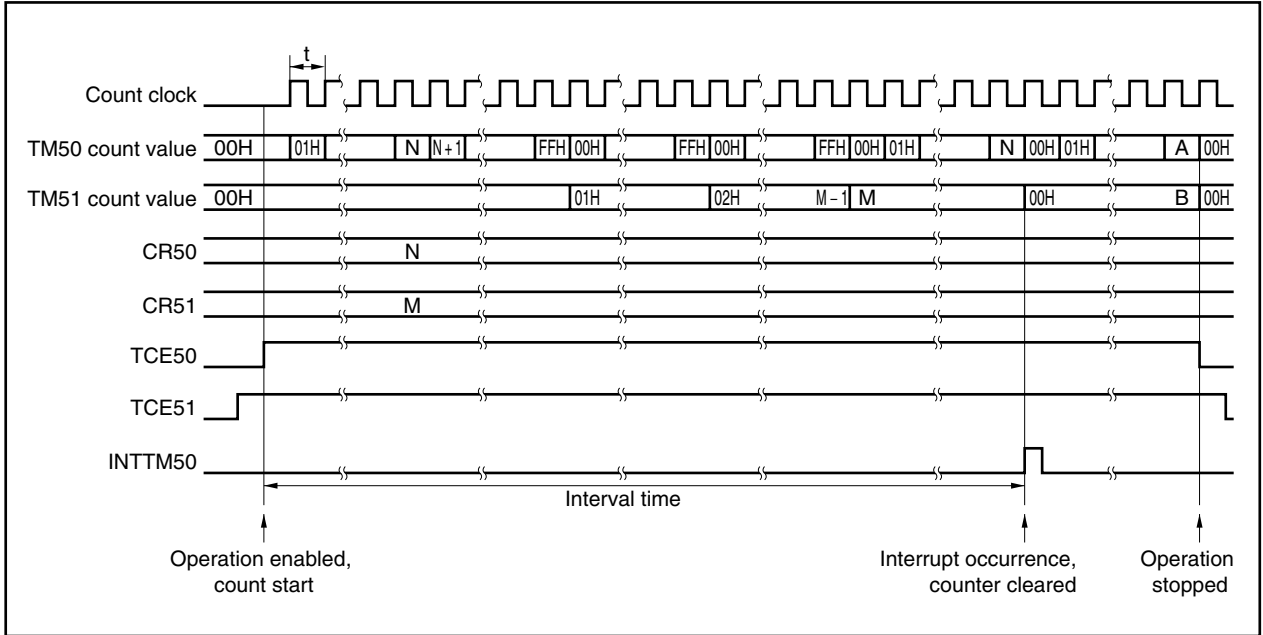 t
Count clock
TM50 count value 00H 01H N N + 1 FFH 00H FFH 00H FFH 00H 01H N 00H 01H A 00H
TM51 count value 00H 01H 02H M − 1 M 00H B 00H
CR50 N
CR51 M
TCE50
TCE51
INTTM50
Interval time
Operation enabled,
count start
Interrupt occurrence,
counter cleared
Operation
stopped